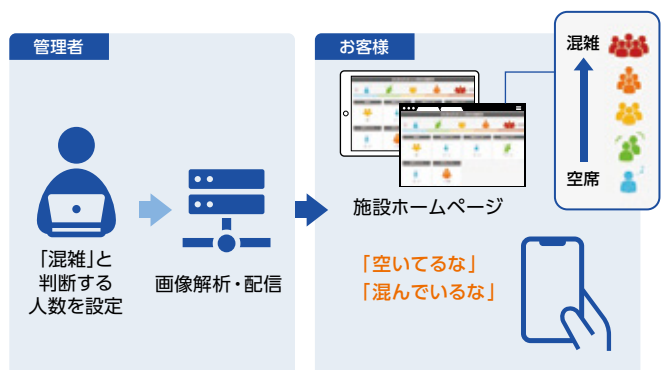 管理者
「混雑」と
判断する
人数を設定
画像解析・配信
お客様
施設ホームページ
「空いてるな」
「混んでいるな」
混雑
空席